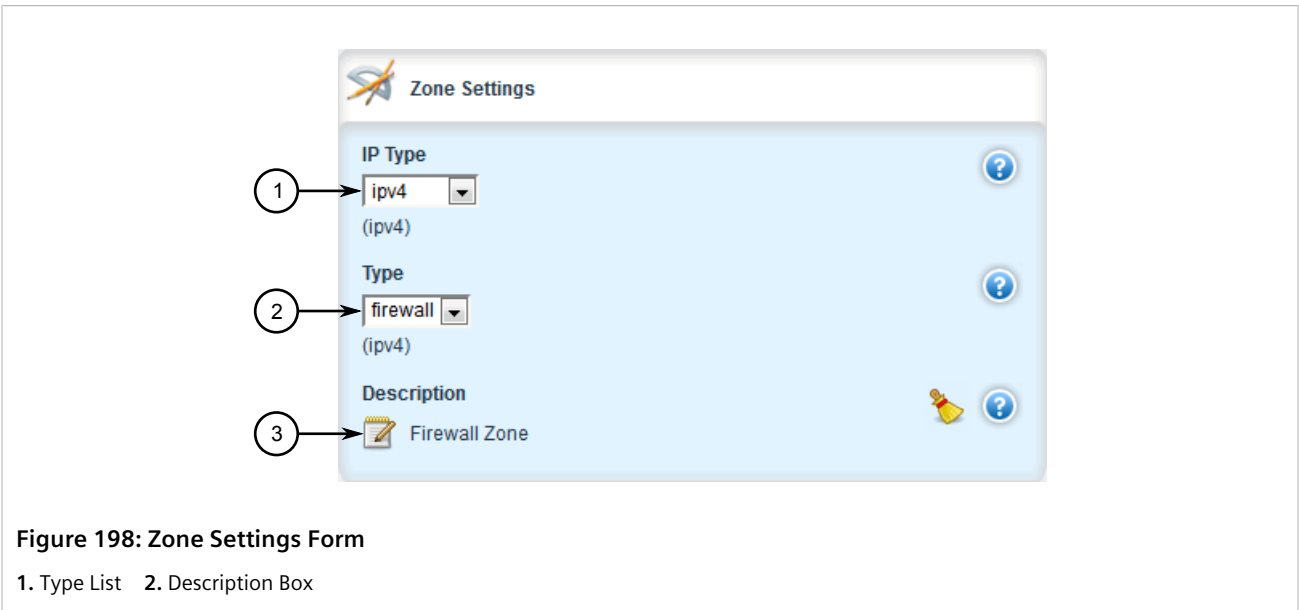 Zone Settings
IP Type
1
ipv4
(ipv4)
Type
2
firewall
(ipv4)
Description
3
Firewall Zone
Figure 198: Zone Settings Form
1. Type List 2. Description Box